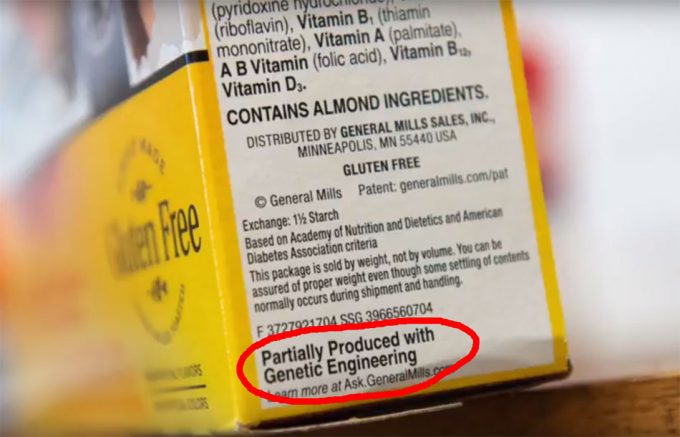 (pyridoxine hydrochloride),
(riboflavin), Vitamin B1 (thiamin
mononitrate), Vitamin A (palmitate),
A B Vitamin (folic acid), Vitamin B12,
Vitamin D3.
CONTAINS ALMOND INGREDIENTS.
DISTRIBUTED BY GENERAL MILLS SALES, INC.,
MINNEAPOLIS, MN 55440 USA
GLUTEN FREE
© General Mills Patent: generalmills.com/pat
Exchange: 1½ Starch
Based on Academy of Nutrition and Dietetics and American
Diabetes Association criteria
This package is sold by weight, not by volume. You can be
assured of proper weight even though some settling of contents
normally occurs during shipment and handling.
F 3727921704 SSG 3966560704
Partially Produced with
Genetic Engineering
Learn more at Ask.GeneralMills.com
Gluten Free